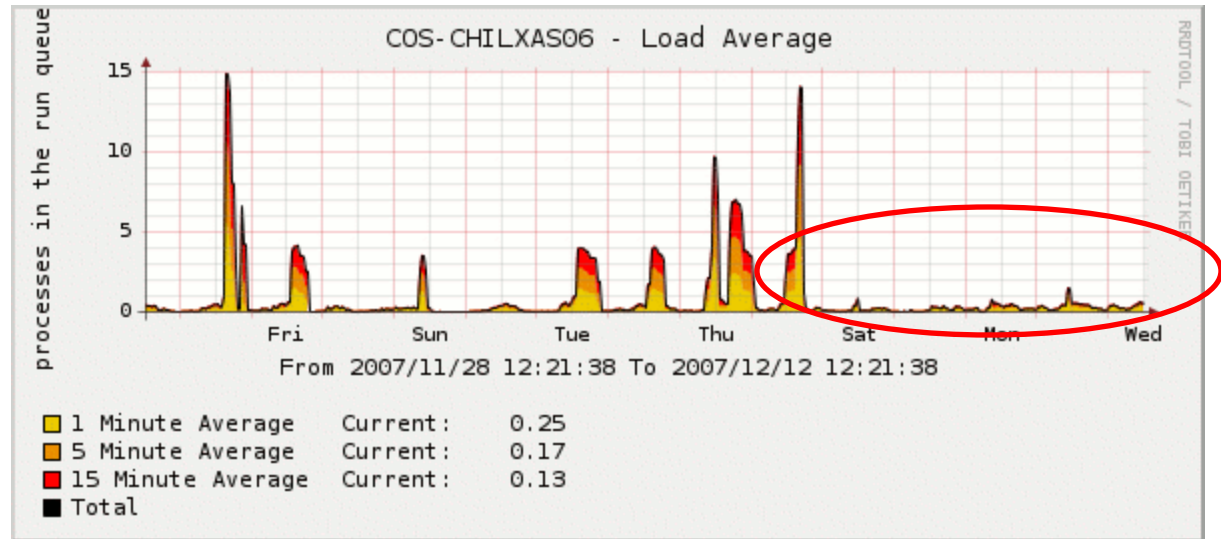 COS-CHILXAS06 - Load Average
processes in the run queue
15
10
5
0
Fri Sun Tue Thu Sat Mon Wed
From 2007/11/28 12:21:38 To 2007/12/12 12:21:38
1 Minute Average Current: 0.25
5 Minute Average Current: 0.17
15 Minute Average Current: 0.13
Total
RRDTOOL / TOBI OETIKER